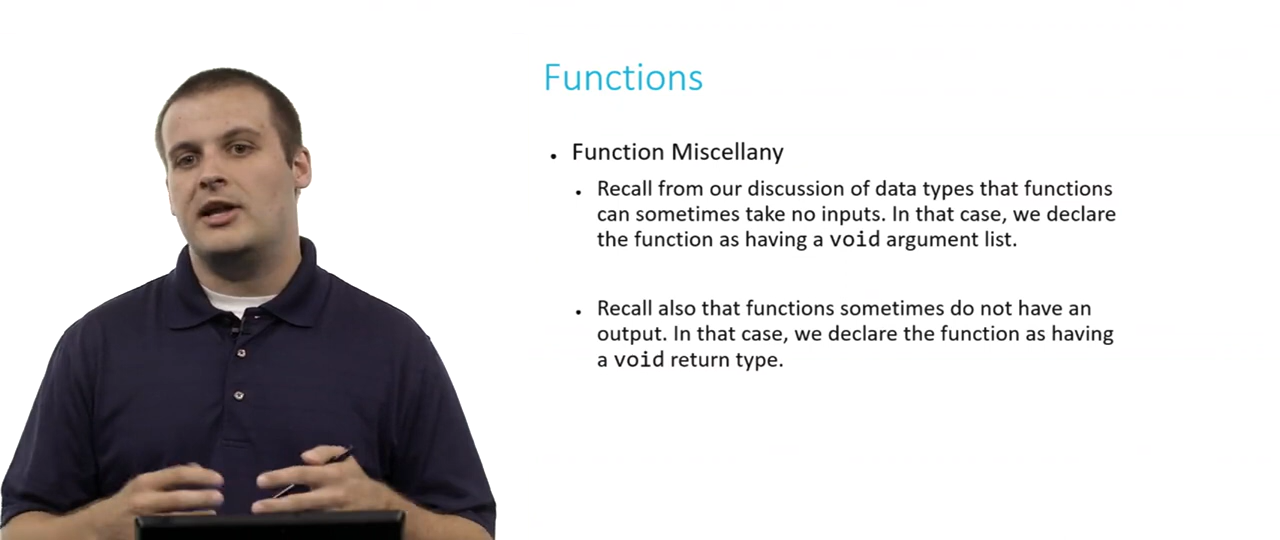 Functions
• Function Miscellany
• Recall from our discussion of data types that functions
can sometimes take no inputs. In that case, we declare
the function as having a void argument list.
• Recall also that functions sometimes do not have an
output. In that case, we declare the function as having
a void return type.